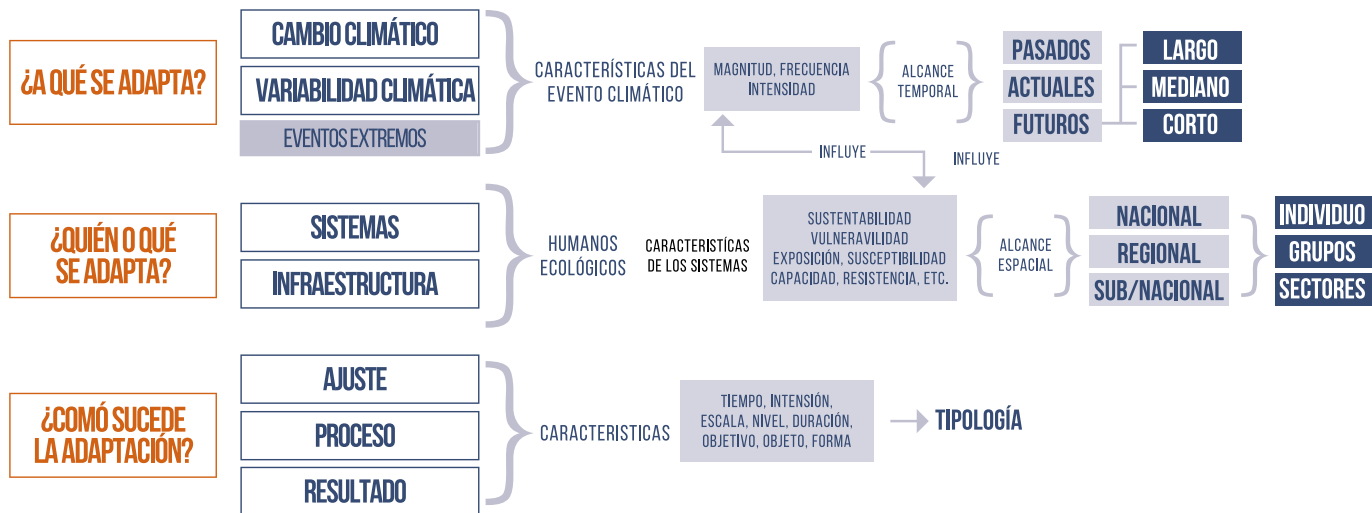 ¿A QUÉ SE ADAPTA?
CAMBIO CLIMÁTICO
VARIABILIDAD CLIMÁTICA
EVENTOS EXTREMOS
CARACTERÍSTICAS DEL
EVENTO CLIMÁTICO
MAGNITUD, FRECUENCIA
INTENSIDAD
ALCANCE
TEMPORAL
PASADOS
ACTUALES
FUTUROS
LARGO
MEDIANO
CORTO
INFLUYE
INFLUYE
¿QUIÉN O QUÉ
SE ADAPTA?
SISTEMAS
INFRAESTRUCTURA
HUMANOS
ECOLÓGICOS
CARACTERISTÍCAS
DE LOS SISTEMAS
SUSTENTABILIDAD
VULNERAVILIDAD
EXPOSICIÓN, SUSCEPTIBILIDAD
CAPACIDAD, RESISTENCIA, ETC.
ALCANCE
ESPACIAL
NACIONAL
REGIONAL
SUB/NACIONAL
INDIVIDUO
GRUPOS
SECTORES
¿COMÓ SUCEDE
LA ADAPTACIÓN?
AJUSTE
PROCESO
RESULTADO
CARACTERISTICAS
TIEMPO, INTENSIÓN,
ESCALA, NIVEL, DURACIÓN,
OBJETIVO, OBJETO, FORMA
TIPOLOGÍA